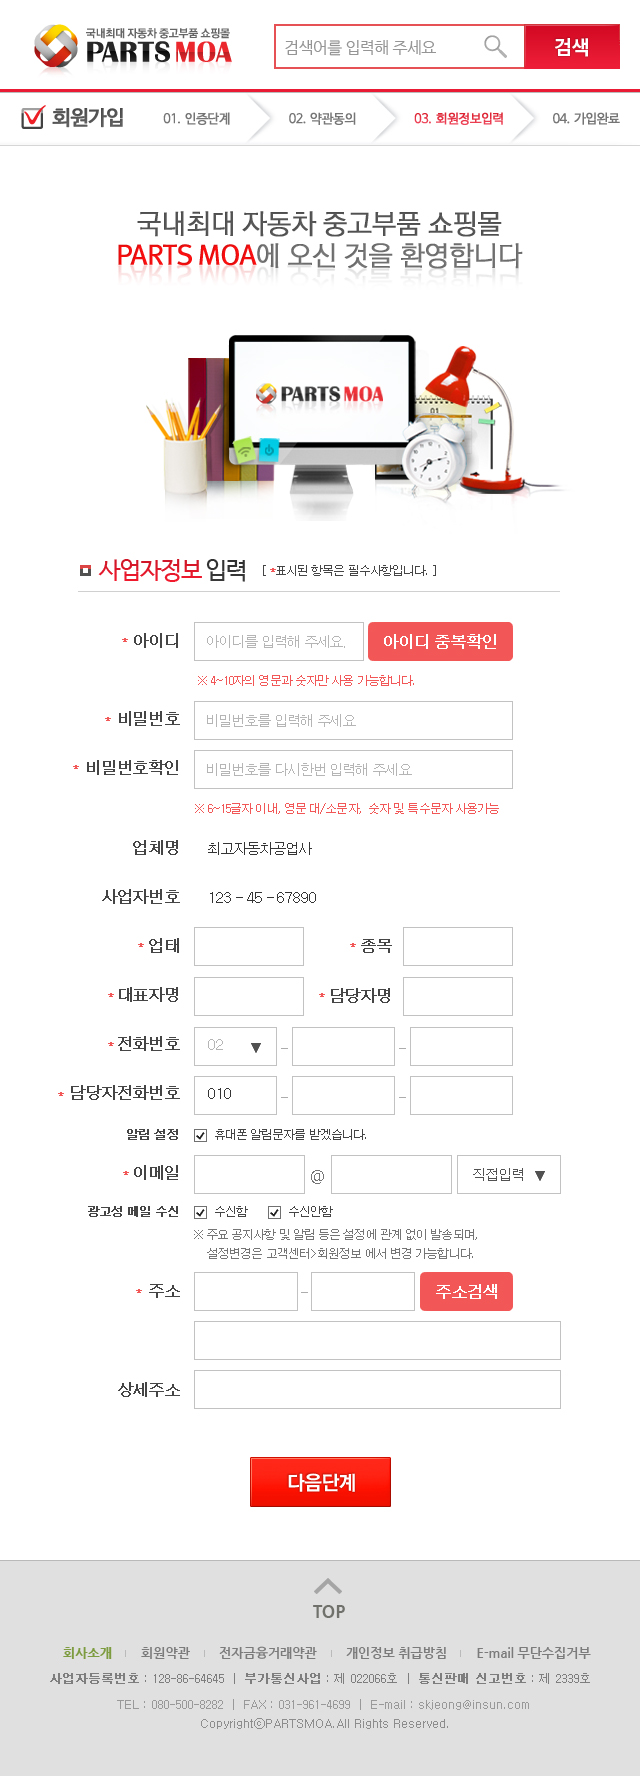 국내최대 자동차 중고부품 쇼핑몰
PARTS MOA
검색어를 입력해 주세요
검색
회원가입
01. 인증단계
02. 약관동의
03. 회원정보입력
04. 가입완료
국내최대 자동차 중고부품 쇼핑몰
PARTS MOA에 오신 것을 환영합니다
PARTS MOA
01
사업자정보 입력 [ *표시된 항목은 필수사항입니다. ]
* 아이디 아이디를 입력해 주세요. 아이디 중복확인
※ 4~10자의 영문과 숫자만 사용 가능합니다.
* 비밀번호 비밀번호를 입력해 주세요
* 비밀번호확인 비밀번호를 다시한번 입력해 주세요
※ 6~15글자 이내, 영문 대/소문자, 숫자 및 특수문자 사용가능
업체명 최고자동차공업사
사업자번호 123 - 45 - 67890
* 업태 * 종목
* 대표자명 * 담당자명
* 전화번호 02 ▼ - -
* 담당자전화번호 010 - -
알림 설정 휴대폰 알림문자를 받겠습니다.
* 이메일 @ 직접입력 ▼
광고성 메일 수신 수신함 수신안함
※ 주요 공지사항 및 알림 등은 설정에 관계 없이 발송되며,
설정변경은 고객센터>회원정보 에서 변경 가능합니다.
* 주소 - 주소검색
상세주소
다음단계
TOP
회사소개 | 회원약관 | 전자금융거래약관 | 개인정보 취급방침 | E-mail 무단수집거부
사업자등록번호 : 128-86-64645 | 부가통신사업 : 제 022066호 | 통신판매 신고번호 : 제 2339호
TEL : 080-500-8282 | FAX : 031-961-4699 | E-mail : skjeong@insun.com
CopyrightⓒPARTSMOA. All Rights Reserved.